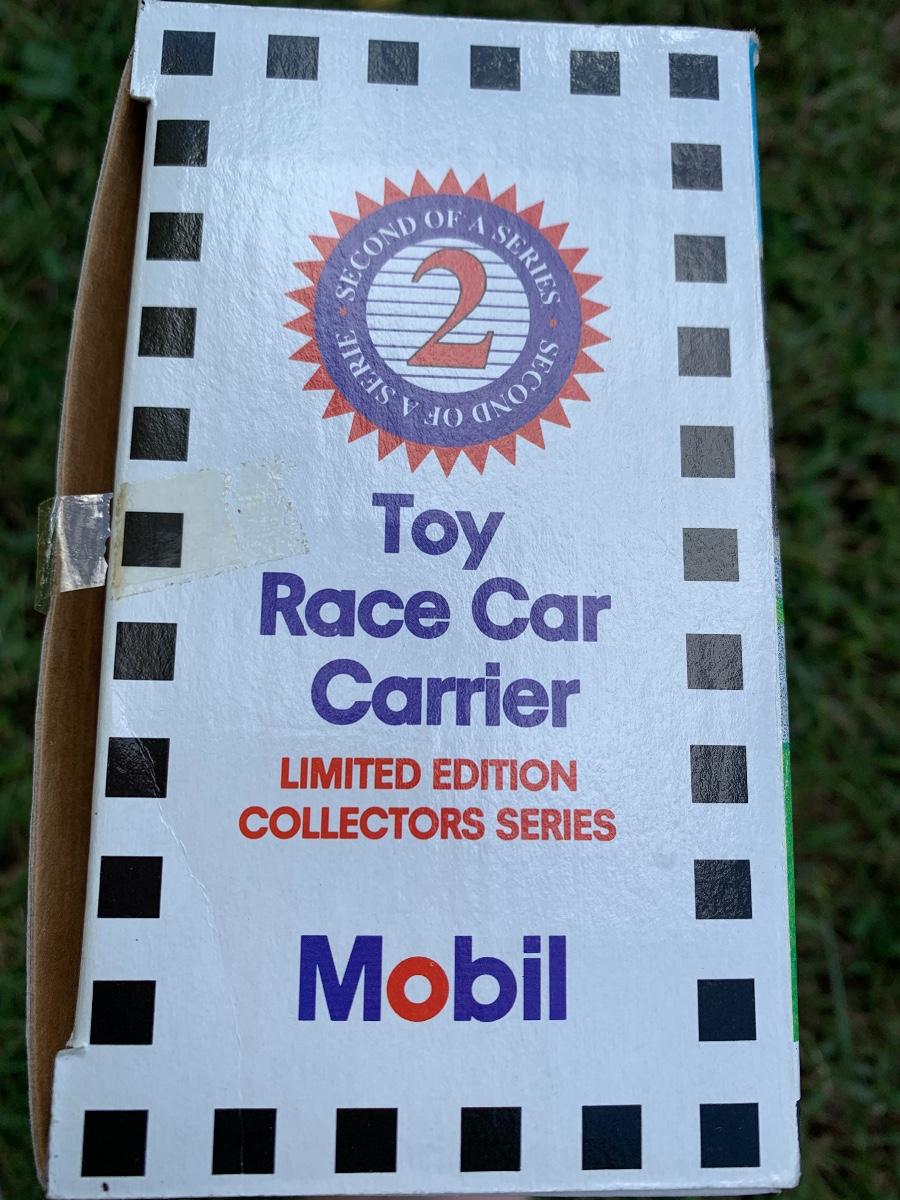 SECOND OF A SERIES
2
SECOND OF A SERIE
Toy
Race Car
Carrier
LIMITED EDITION
COLLECTORS SERIES
Mobil